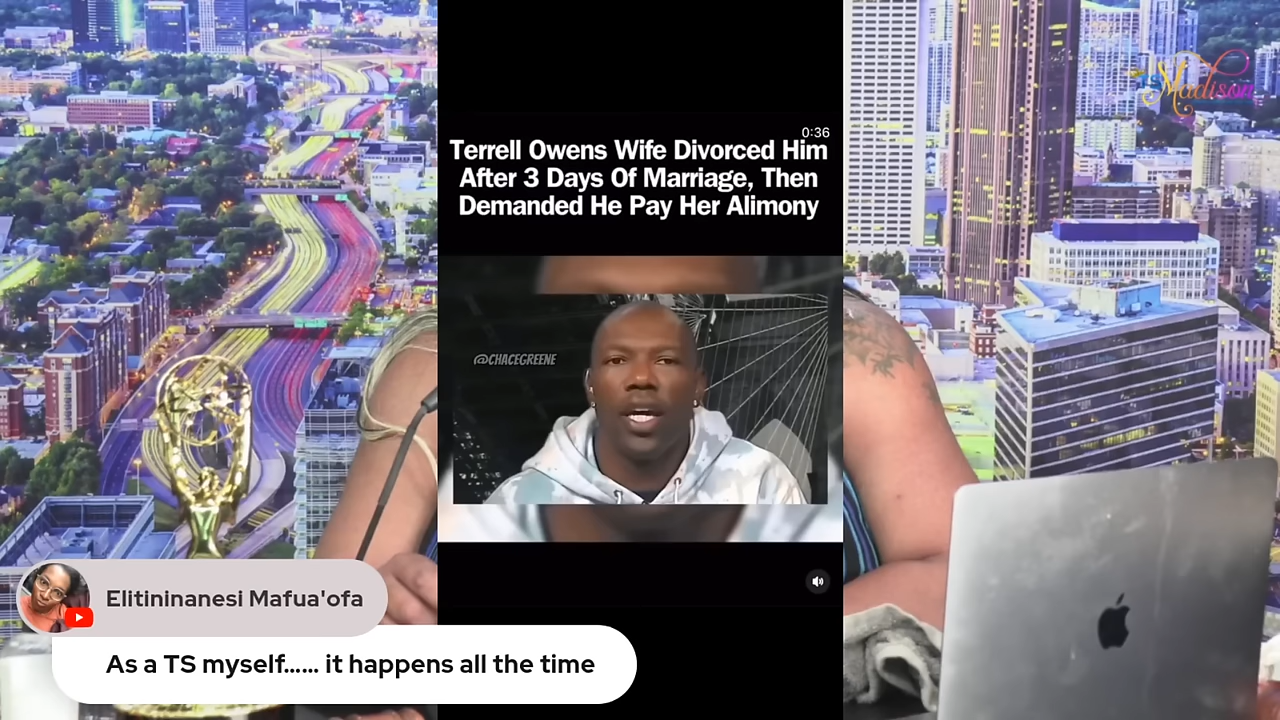 TS
Madison
0:36
Terrell Owens Wife Divorced Him
After 3 Days Of Marriage, Then
Demanded He Pay Her Alimony
@CHACEGREENE
Elitininanesi Mafua'ofa
As a TS myself...... it happens all the time